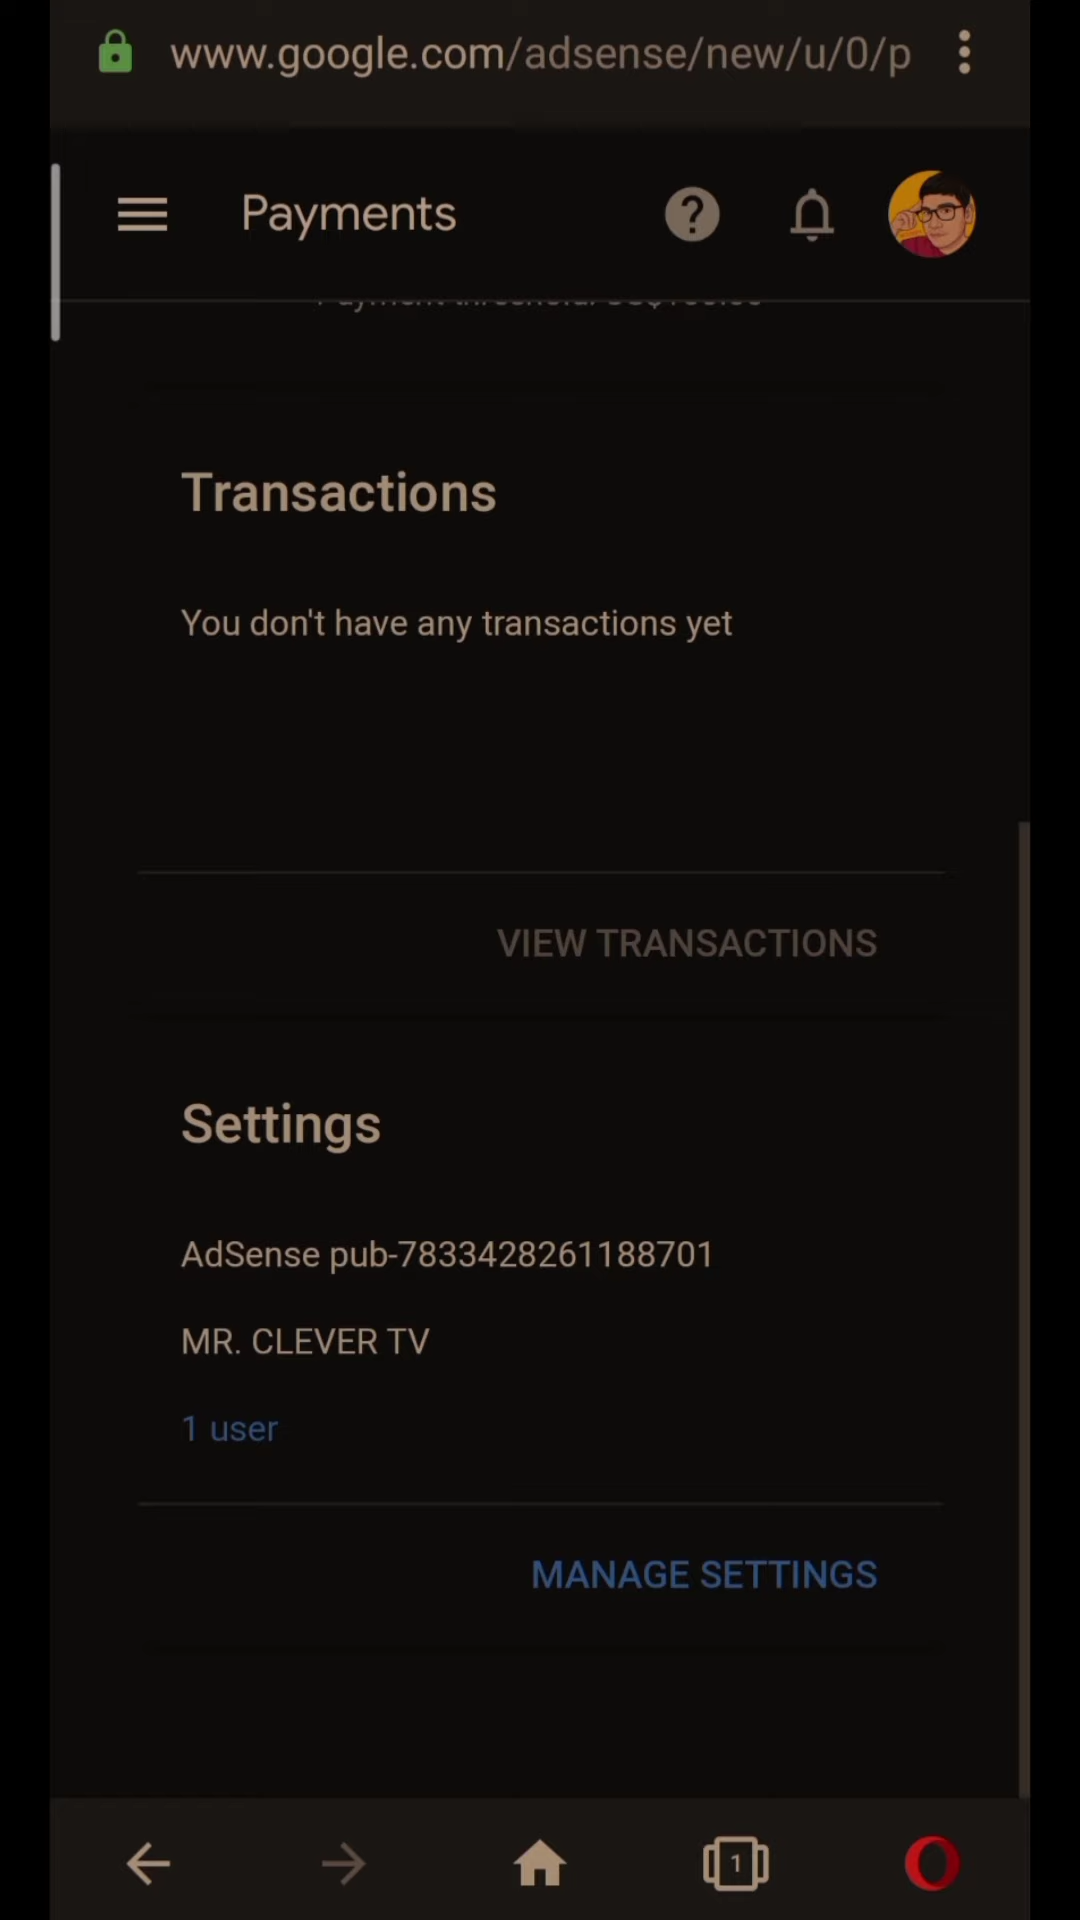 www.google.com/adsense/new/u/0/p
Payments
Transactions
You don't have any transactions yet
VIEW TRANSACTIONS
Settings
AdSense pub-7833428261188701
MR. CLEVER TV
1 user
MANAGE SETTINGS
1